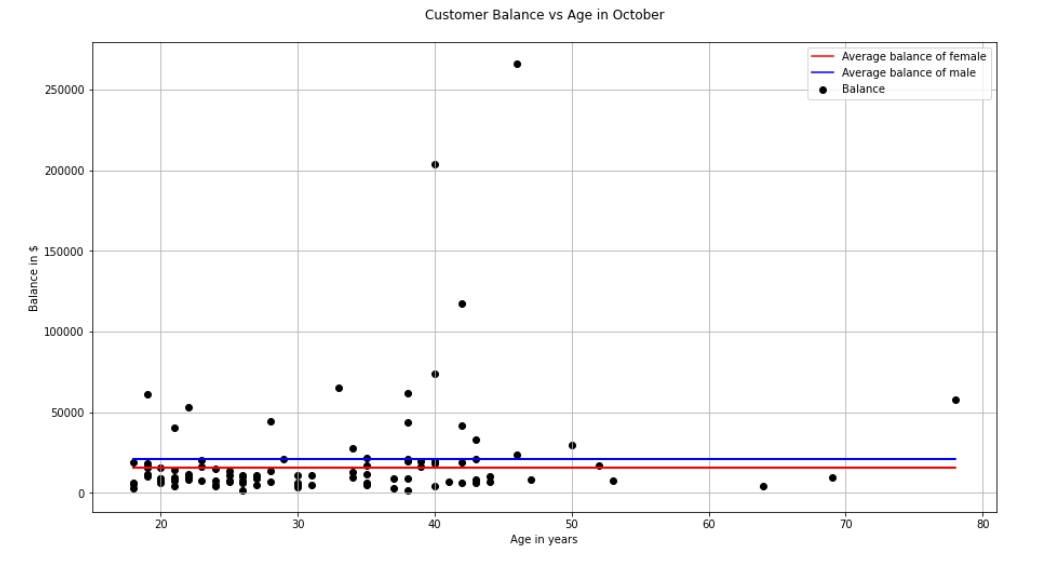 Customer Balance vs Age in October
Average balance of female
Average balance of male
Balance
Balance in $
250000
200000
150000
100000
50000
0
20 30 40 50 60 70 80
Age in years